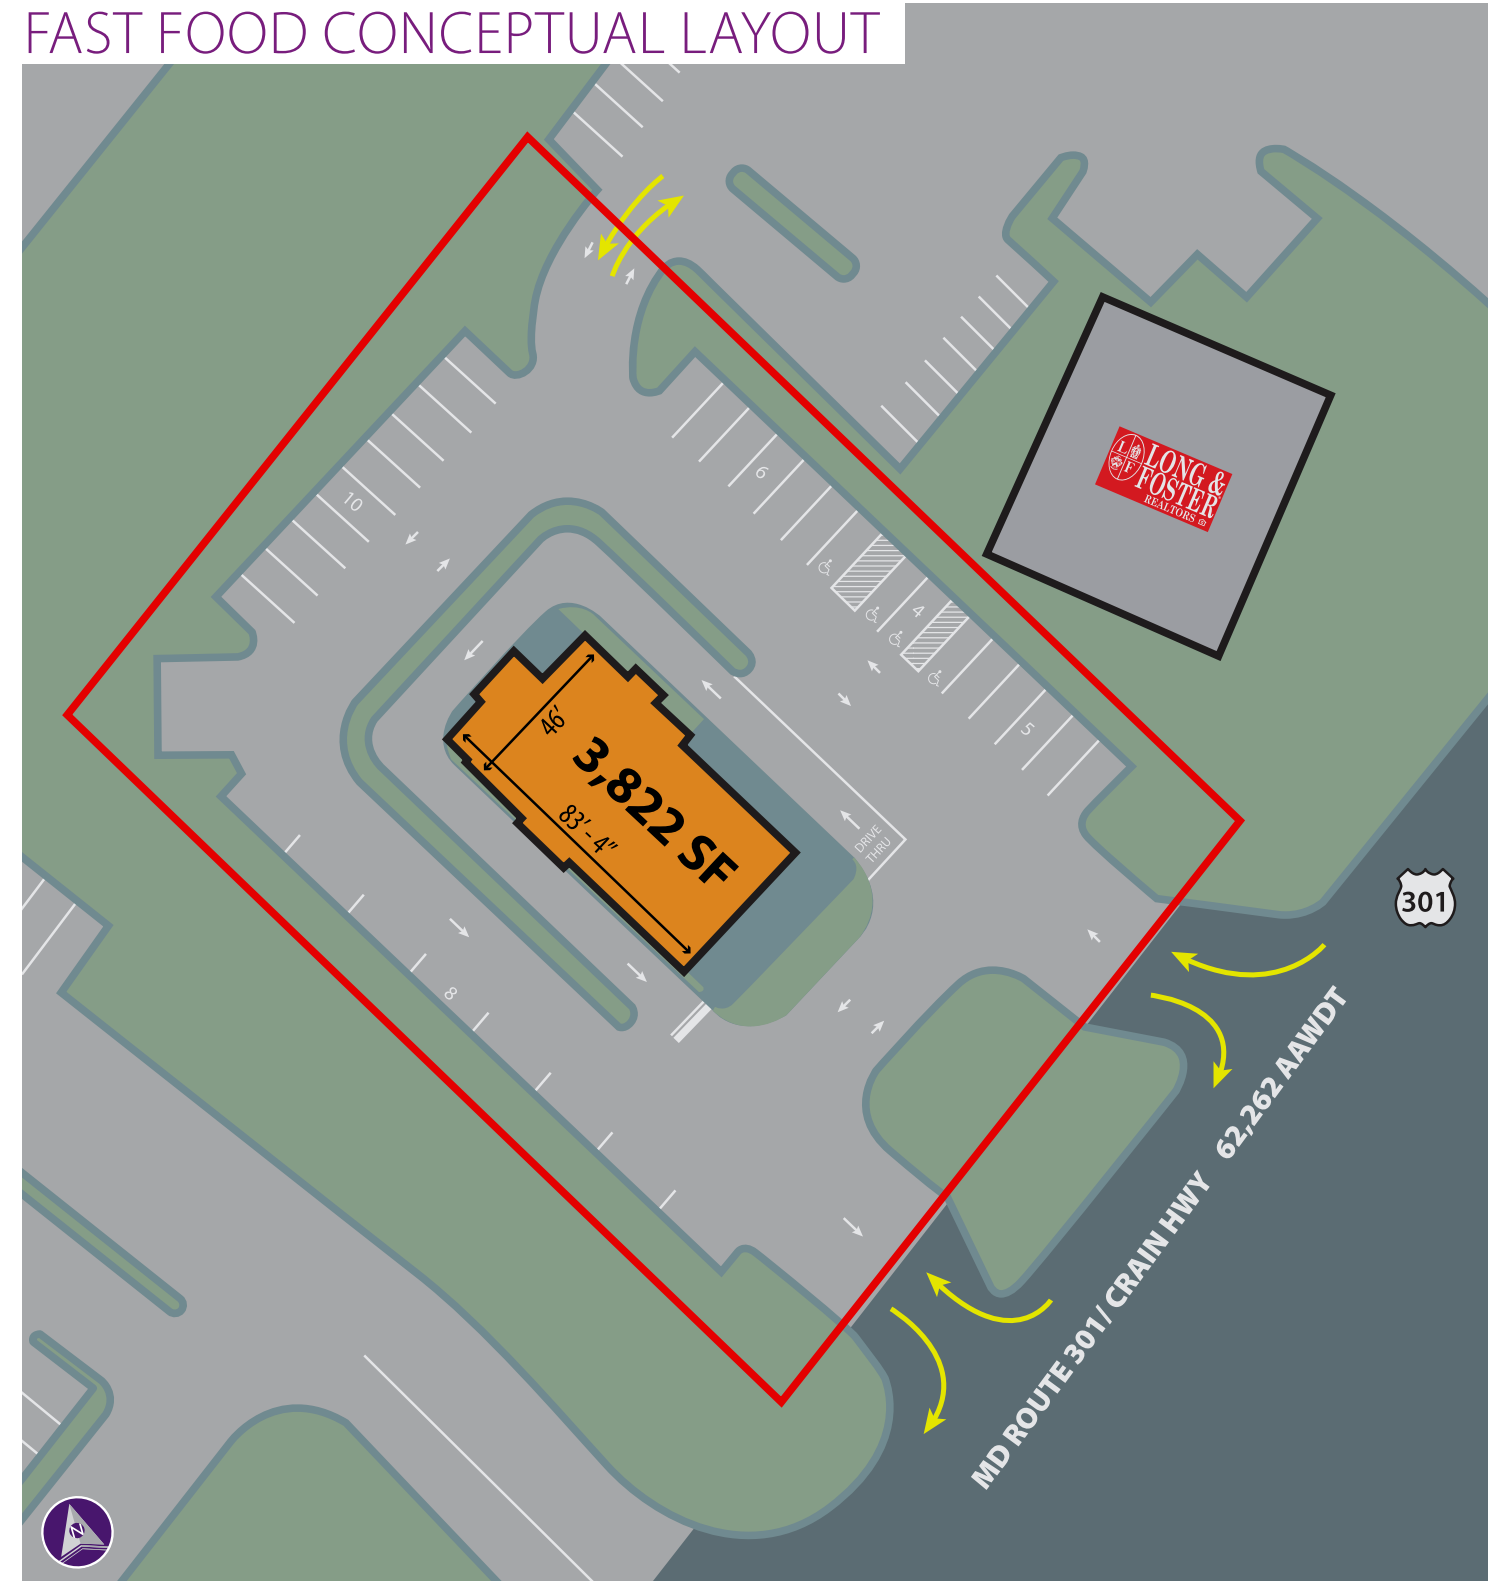 FAST FOOD CONCEPTUAL LAYOUT
6
10
L
F
LONG &
FOSTER
REALTORS
4
5
46'
3,822 SF
83'- 4"
DRIVE
THRU
301
8
MD ROUTE 301/ CRAIN HWY 62,262 AAWDT
N